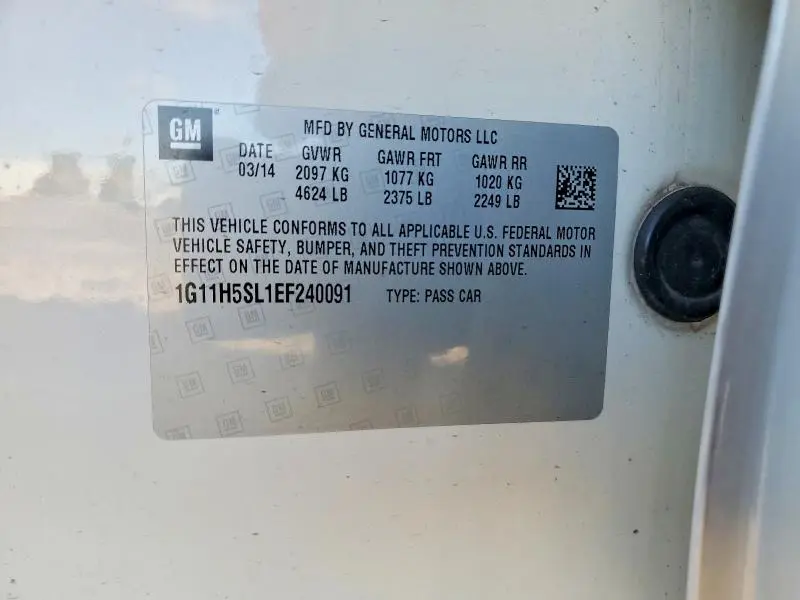 GM
MFD BY GENERAL MOTORS LLC
DATE GVWR GAWR FRT GAWR RR
03/14 2097 KG 1077 KG 1020 KG
4624 LB 2375 LB 2249 LB
THIS VEHICLE CONFORMS TO ALL APPLICABLE U.S. FEDERAL MOTOR
VEHICLE SAFETY, BUMPER, AND THEFT PREVENTION STANDARDS IN
EFFECT ON THE DATE OF MANUFACTURE SHOWN ABOVE.
1G11H5SL1EF240091 TYPE: PASS CAR